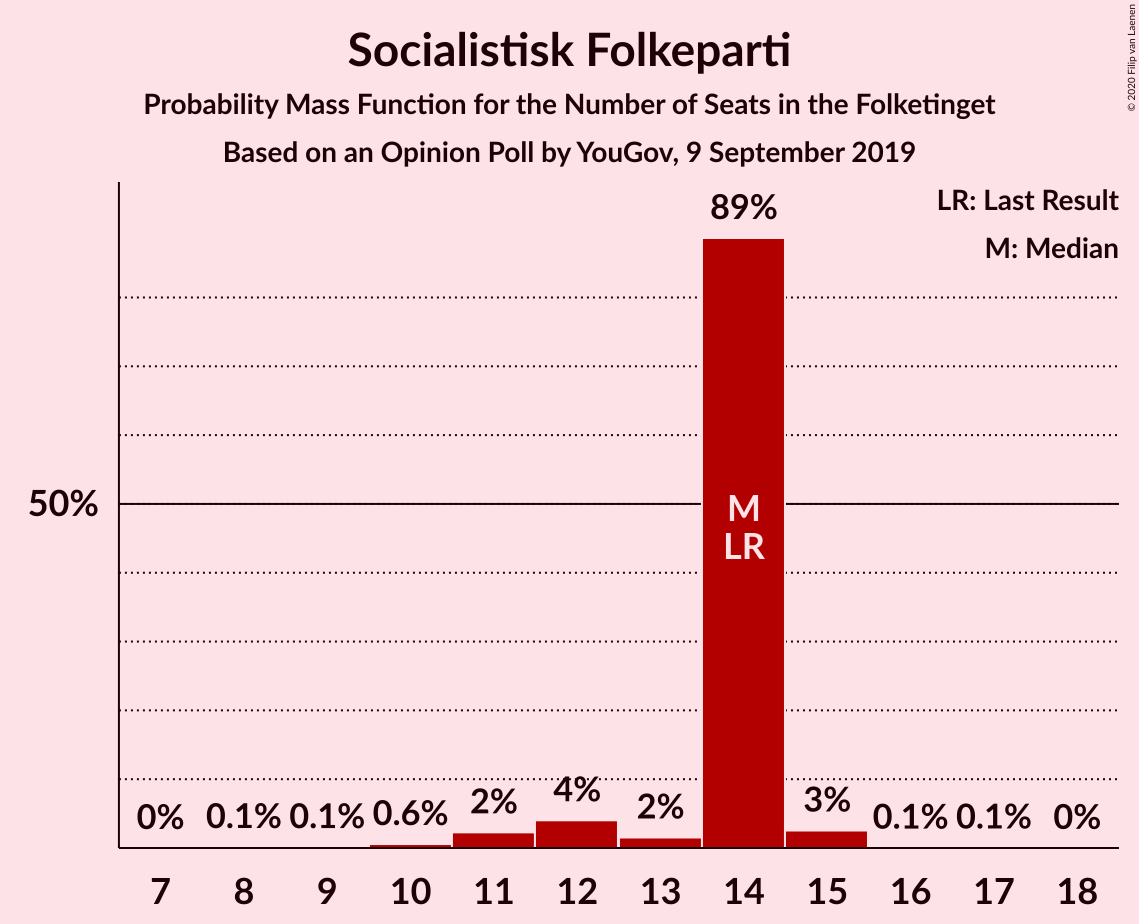 Socialistisk Folkeparti
Probability Mass Function for the Number of Seats in the Folketinget
Based on an Opinion Poll by YouGov, 9 September 2019
© 2020 Filip van Laenen
LR: Last Result
M: Median
50%
0% 0.1% 0.1% 0.6% 2% 4% 2% 89% 3% 0.1% 0.1% 0%
M
LR
7 8 9 10 11 12 13 14 15 16 17 18